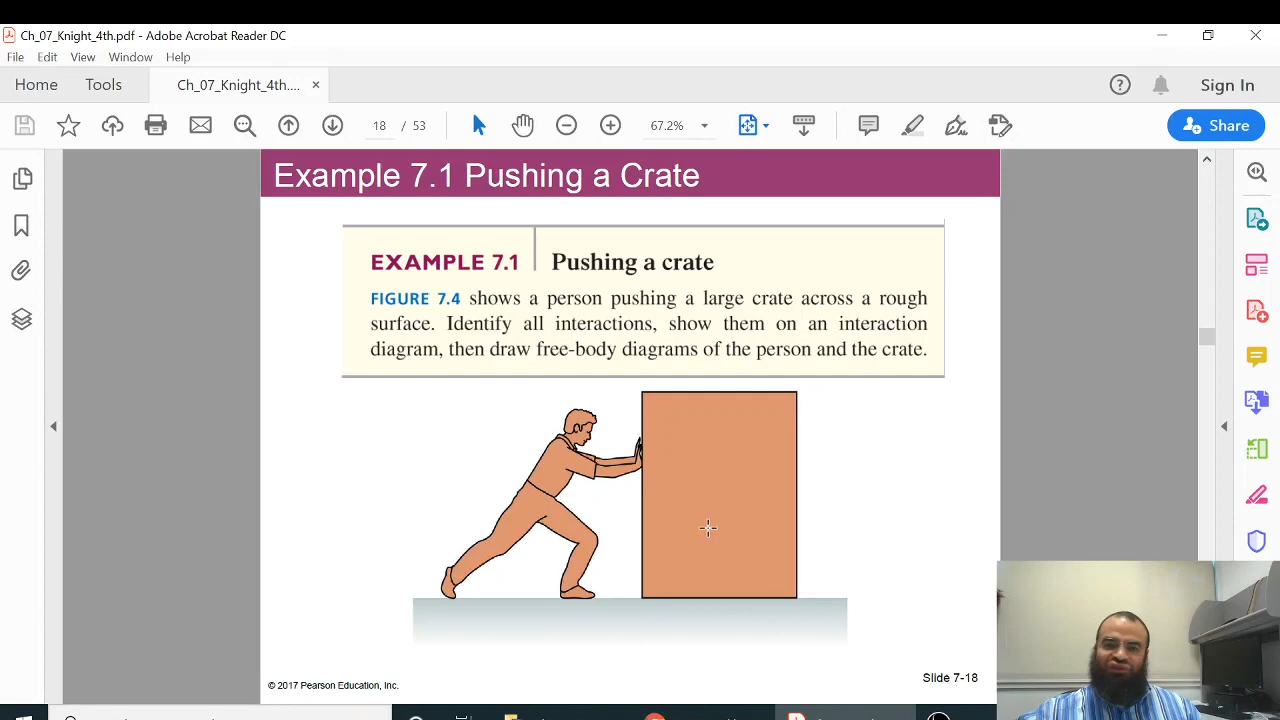 Ch_07_Knight_4th.pdf - Adobe Acrobat Reader DC
File Edit View Window Help
Home Tools Ch_07_Knight_4th.... × Sign In
18 / 53 67.2% Share
Example 7.1 Pushing a Crate
EXAMPLE 7.1 Pushing a crate
FIGURE 7.4 shows a person pushing a large crate across a rough
surface. Identify all interactions, show them on an interaction
diagram, then draw free-body diagrams of the person and the crate.
Slide 7-18
© 2017 Pearson Education, Inc.